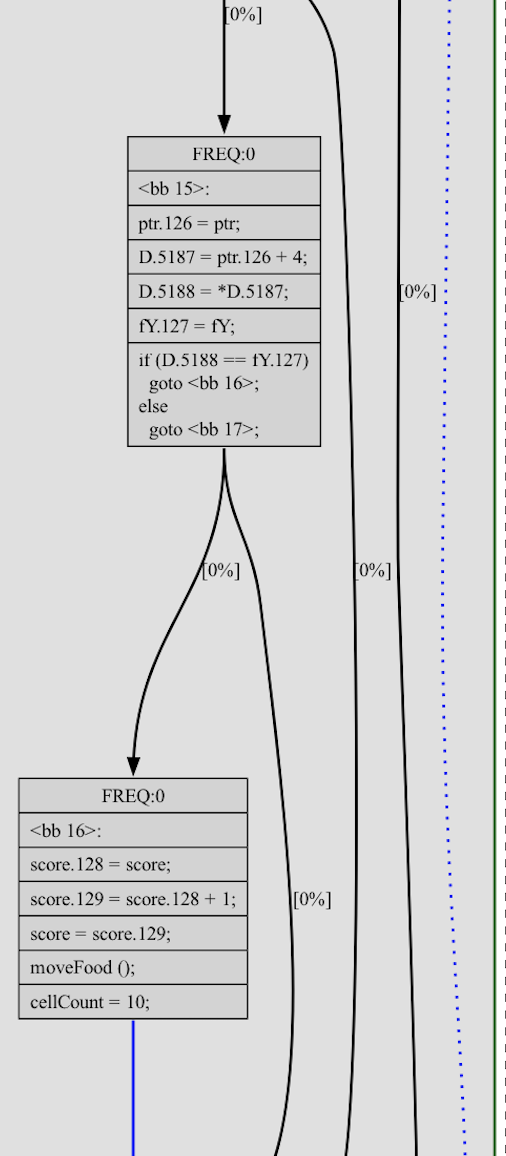 [0%]
FREQ:0
<bb 15>:
ptr.126 = ptr;
D.5187 = ptr.126 + 4;
[0%]
D.5188 = *D.5187;
fY.127 = fY;
if (D.5188 == fY.127)
goto <bb 16>;
else
goto <bb 17>;
[0%]
[0%]
FREQ:0
<bb 16>:
score.128 = score;
score.129 = score.128 + 1;
[0%]
score = score.129;
moveFood ();
cellCount = 10;